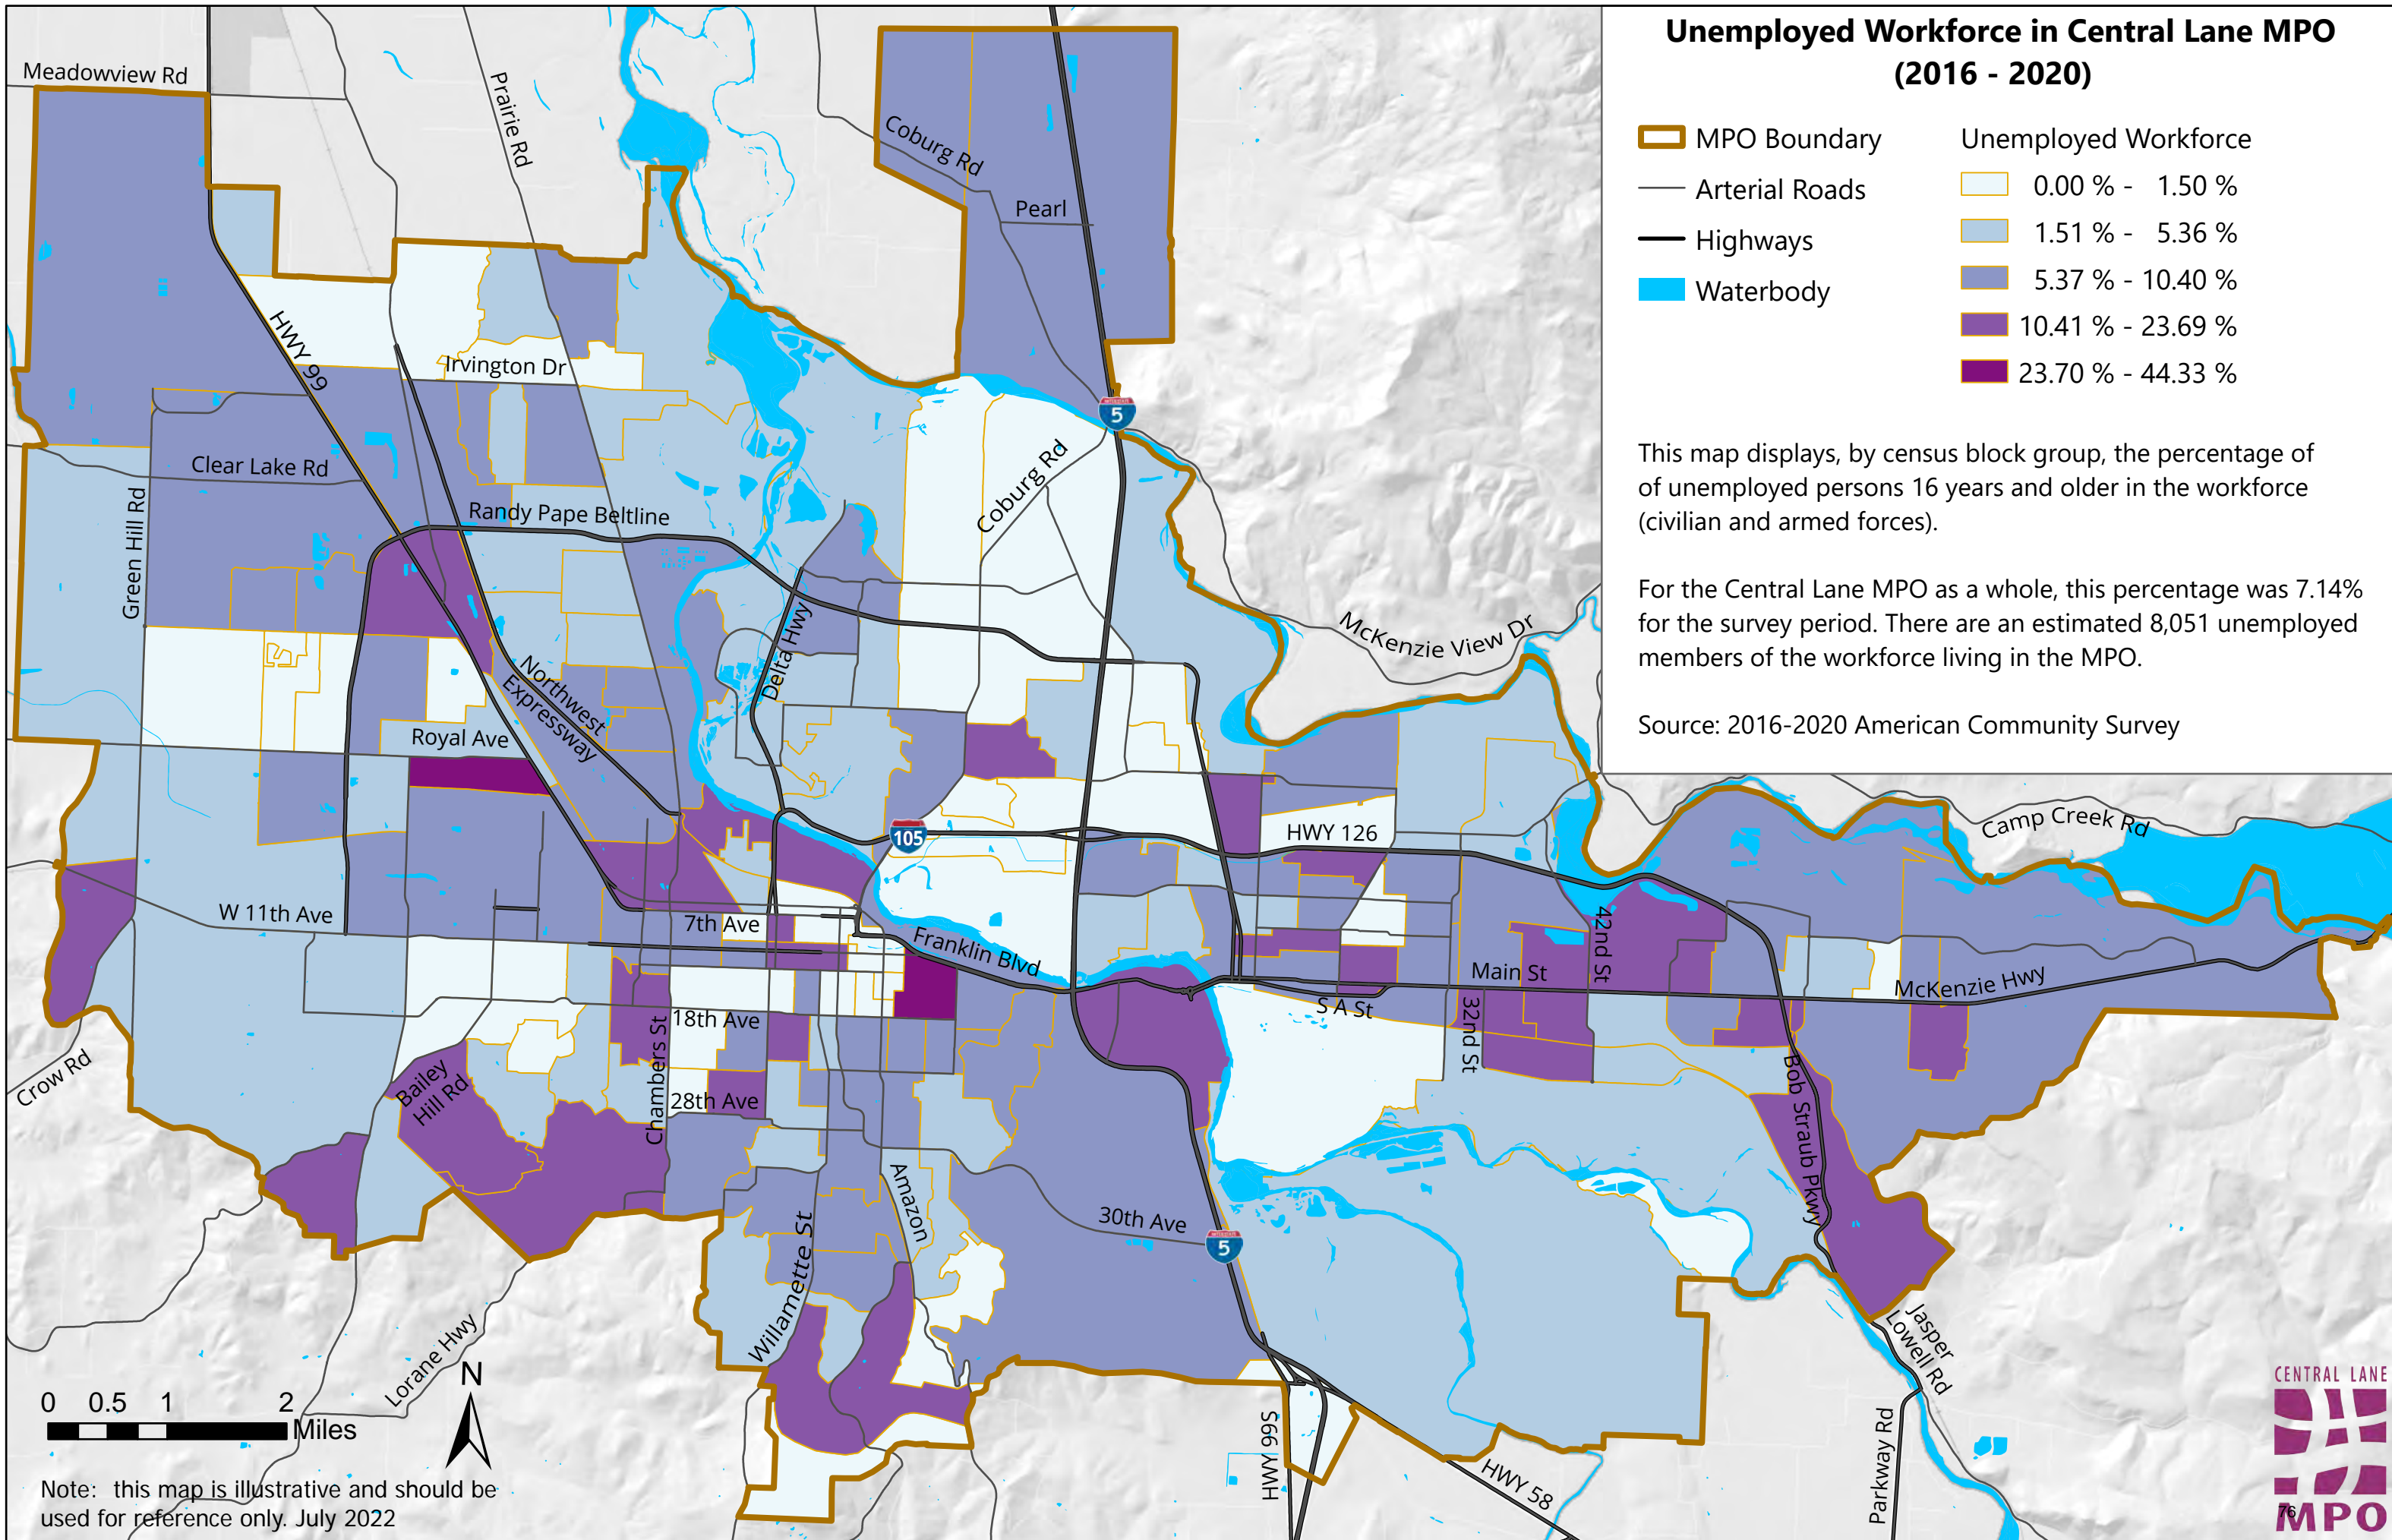 Unemployed Workforce in Central Lane MPO
(2016 - 2020)
MPO Boundary
Arterial Roads
Highways
Waterbody
Unemployed Workforce
0.00 % - 1.50 %
1.51 % - 5.36 %
5.37 % - 10.40 %
10.41 % - 23.69 %
23.70 % - 44.33 %
This map displays, by census block group, the percentage of
of unemployed persons 16 years and older in the workforce
(civilian and armed forces).
For the Central Lane MPO as a whole, this percentage was 7.14%
for the survey period. There are an estimated 8,051 unemployed
members of the workforce living in the MPO.
Source: 2016-2020 American Community Survey
Meadowview Rd
Prairie Rd
Coburg Rd
Pearl
HWY 99
Irvington Dr
INTERSTATE
5
Clear Lake Rd
Green Hill Rd
Randy Pape Beltline
Coburg Rd
Delta Hwy
McKenzie View Dr
Northwest
Expressway
Royal Ave
105
HWY 126
Camp Creek Rd
W 11th Ave
7th Ave
Franklin Blvd
Main St
42nd St
McKenzie Hwy
S A St
32nd St
18th Ave
Chambers St
Crow Rd
Bailey
Hill Rd
28th Ave
Bob Straub Pkwy
Amazon
30th Ave
INTERSTATE
5
Willamette St
Lorane Hwy
Jasper
Lowell Rd
HWY 99S
HWY 58
Parkway Rd
N
0 0.5 1 2
Miles
Note: this map is illustrative and should be
used for reference only. July 2022
CENTRAL LANE
MPO
76